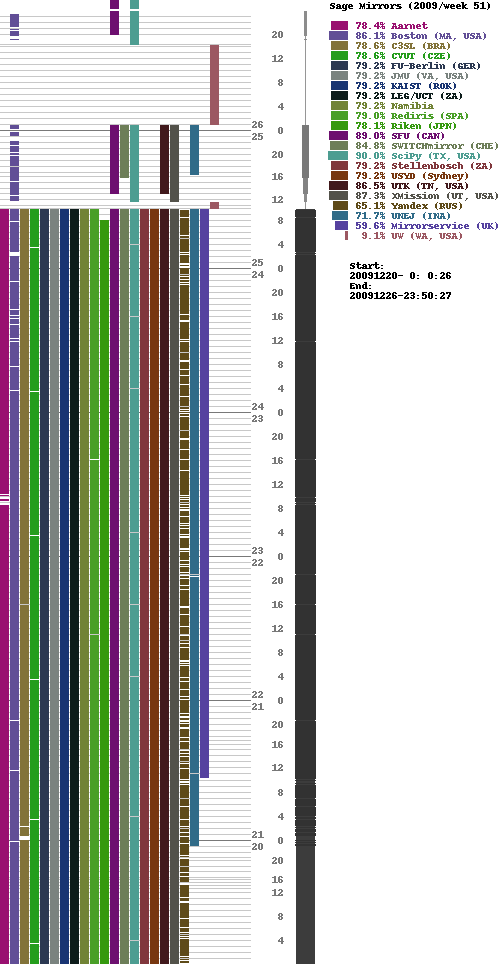 Sage Mirrors (2009/week 51)
78.4% Aarnet
86.1% Boston (MA, USA)
78.6% C3SL (BRA)
78.6% CVUT (CZE)
79.2% FU-Berlin (GER)
79.2% JMU (VA, USA)
79.2% KAIST (ROK)
79.2% LEG/UCT (ZA)
79.2% Namibia
79.0% Rediris (SPA)
78.1% Riken (JPN)
89.0% SFU (CAN)
84.8% SWITCHmirror (CHE)
90.0% SciPy (TX, USA)
79.2% Stellenbosch (ZA)
79.2% USYD (Sydney)
86.5% UTK (TN, USA)
87.3% XMission (UT, USA)
65.1% Yandex (RUS)
71.7% UNEJ (INA)
59.6% Mirrorservice (UK)
9.1% UW (WA, USA)
Start:
20091220- 0: 0:26
End:
20091226-23:50:27
20
12
8
4
26
0
25
20
16
12
8
4
25
0
24
20
16
12
8
4
24
0
23
20
16
12
8
4
23
0
22
20
16
12
8
4
22
0
21
20
16
12
8
4
21
0
20
20
16
12
8
4